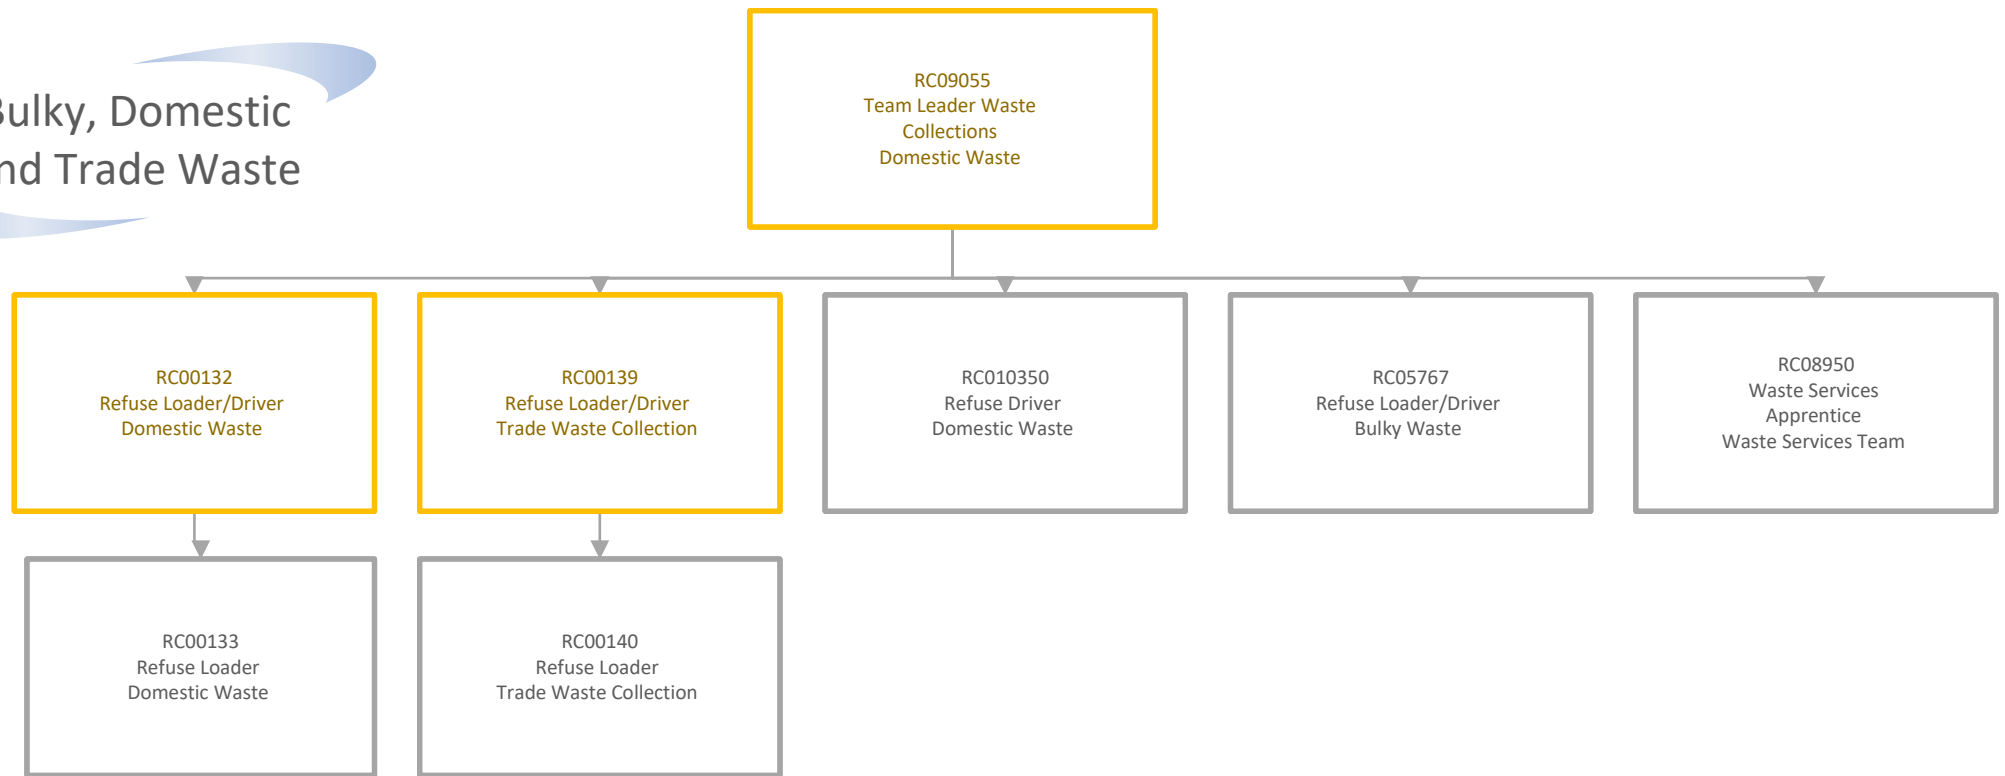 Bulky, Domestic
nd Trade Waste
RC09055
Team Leader Waste
Collections
Domestic Waste
RC00132
Refuse Loader/Driver
Domestic Waste
RC00139
Refuse Loader/Driver
Trade Waste Collection
RC010350
Refuse Driver
Domestic Waste
RC05767
Refuse Loader/Driver
Bulky Waste
RC08950
Waste Services
Apprentice
Waste Services Team
RC00133
Refuse Loader
Domestic Waste
RC00140
Refuse Loader
Trade Waste Collection